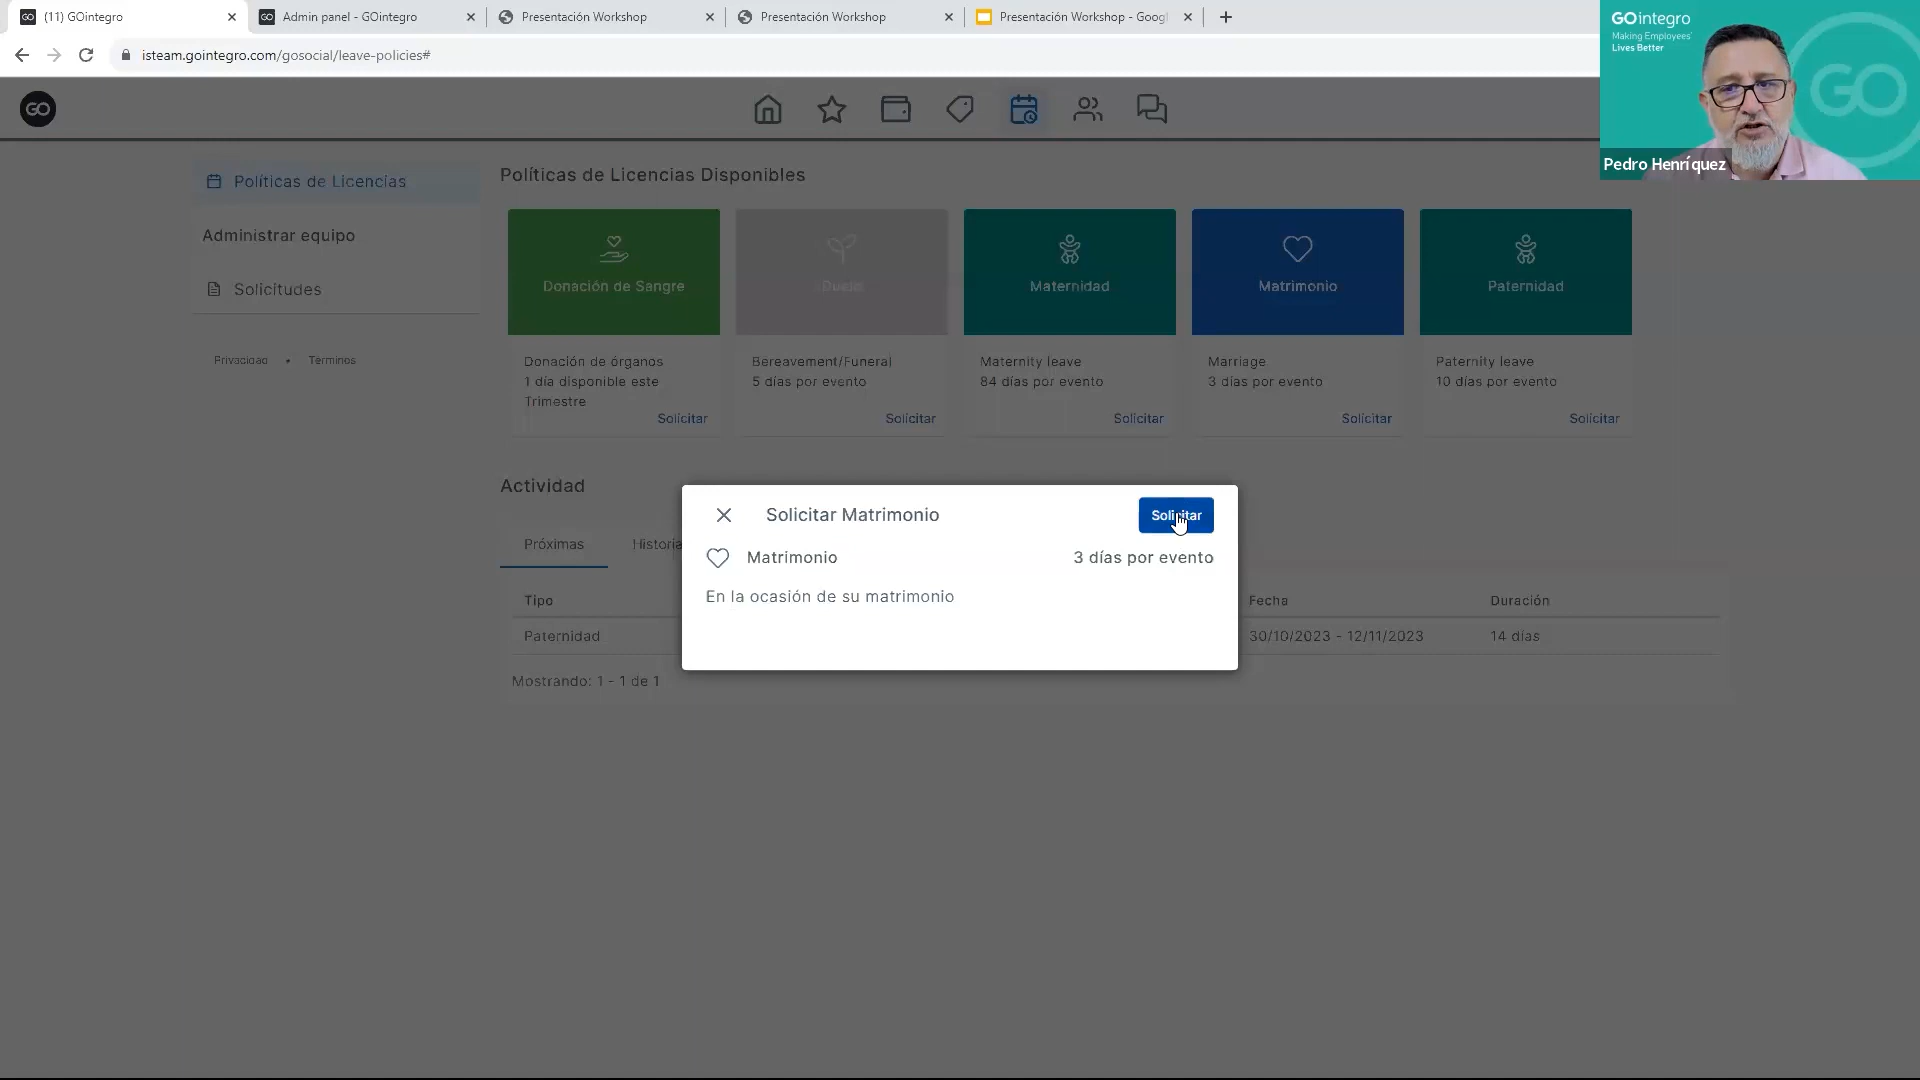 (11) GOintegro
Admin panel - GOintegro
Presentación Workshop
Presentación Workshop
Presentación Workshop - Googl
isteam.gointegro.com/gosocial/leave-policies#
GO
GOintegro
Making Employees'
Lives Better
GO
Pedro Henríquez
Políticas de Licencias
Administrar equipo
Solicitudes
Privacidad • Términos
Políticas de Licencias Disponibles
Donación de Sangre
Duelo
Maternidad
Matrimonio
Paternidad
Donación de órganos
1 día disponible este
Trimestre
Solicitar
Bereavement/Funeral
5 días por evento
Solicitar
Maternity leave
84 días por evento
Solicitar
Marriage
3 días por evento
Solicitar
Paternity leave
10 días por evento
Solicitar
Actividad
Próximas
Historia
Tipo
Fecha
Duración
Paternidad
30/10/2023 - 12/11/2023
14 días
Mostrando: 1 - 1 de 1
Solicitar Matrimonio
Solicitar
Matrimonio
3 días por evento
En la ocasión de su matrimonio